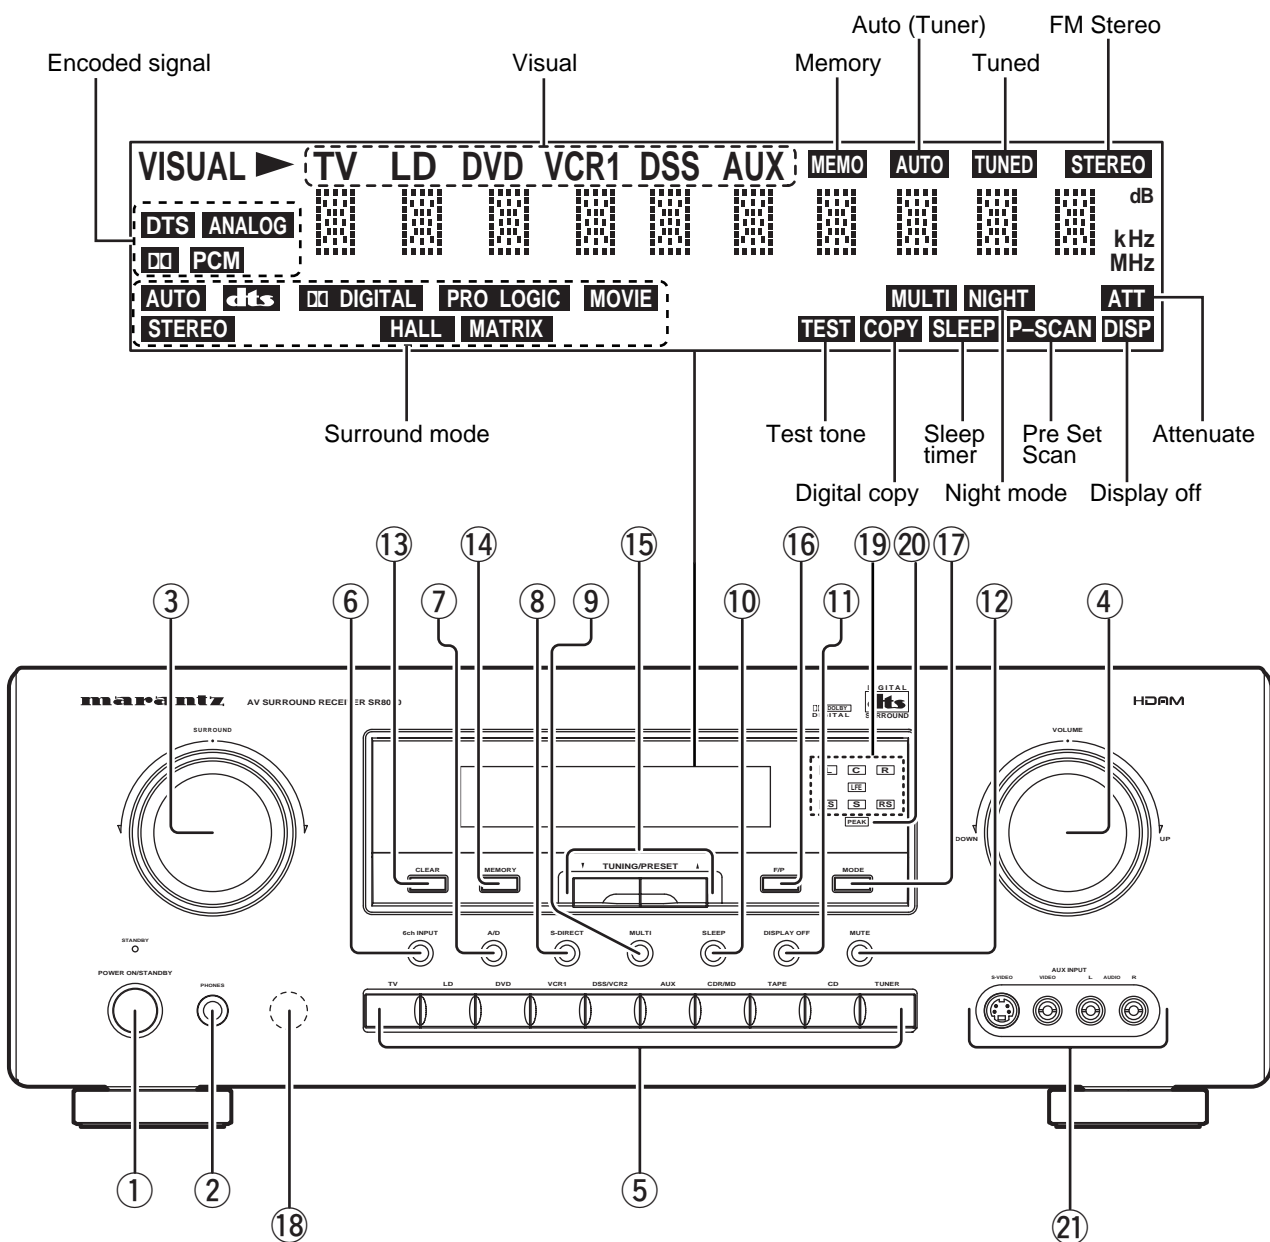 Auto (Tuner) FM Stereo
Encoded signal Visual Memory Tuned
VISUAL ► TV LD DVD VCR1 DSS AUX MEMO AUTO TUNED STEREO
dB
DTS ANALOG
kHz
PCM
MHz
AUTO dts DIGITAL PRO LOGIC MOVIE MULTI NIGHT ATT
STEREO HALL MATRIX TEST COPY SLEEP P–SCAN DISP
Surround mode Test tone Sleep timer Pre Set Scan Attenuate
Digital copy Night mode Display off
13 14 15 16 19 20 17
3 6 7 8 9 10 11 12 4
marantz AV SURROUND RECEIVER HDAM
DOLBY DIGITAL
DIGITAL dts SURROUND
SURROUND VOLUME
L C R
LFE
S RS
PEAK
DOWN UP
TUNING/PRESET
CLEAR MEMORY F/P MODE
6ch INPUT A/D S-DIRECT MULTI SLEEP DISPLAY OFF MUTE
STANDBY
POWER ON/STANDBY PHONES
AUX INPUT
S-VIDEO VIDEO L AUDIO R
TV LD DVD VCR1 DSS/VCR2 AUX CDR/MD TAPE CD TUNER
1 2 18 5 21